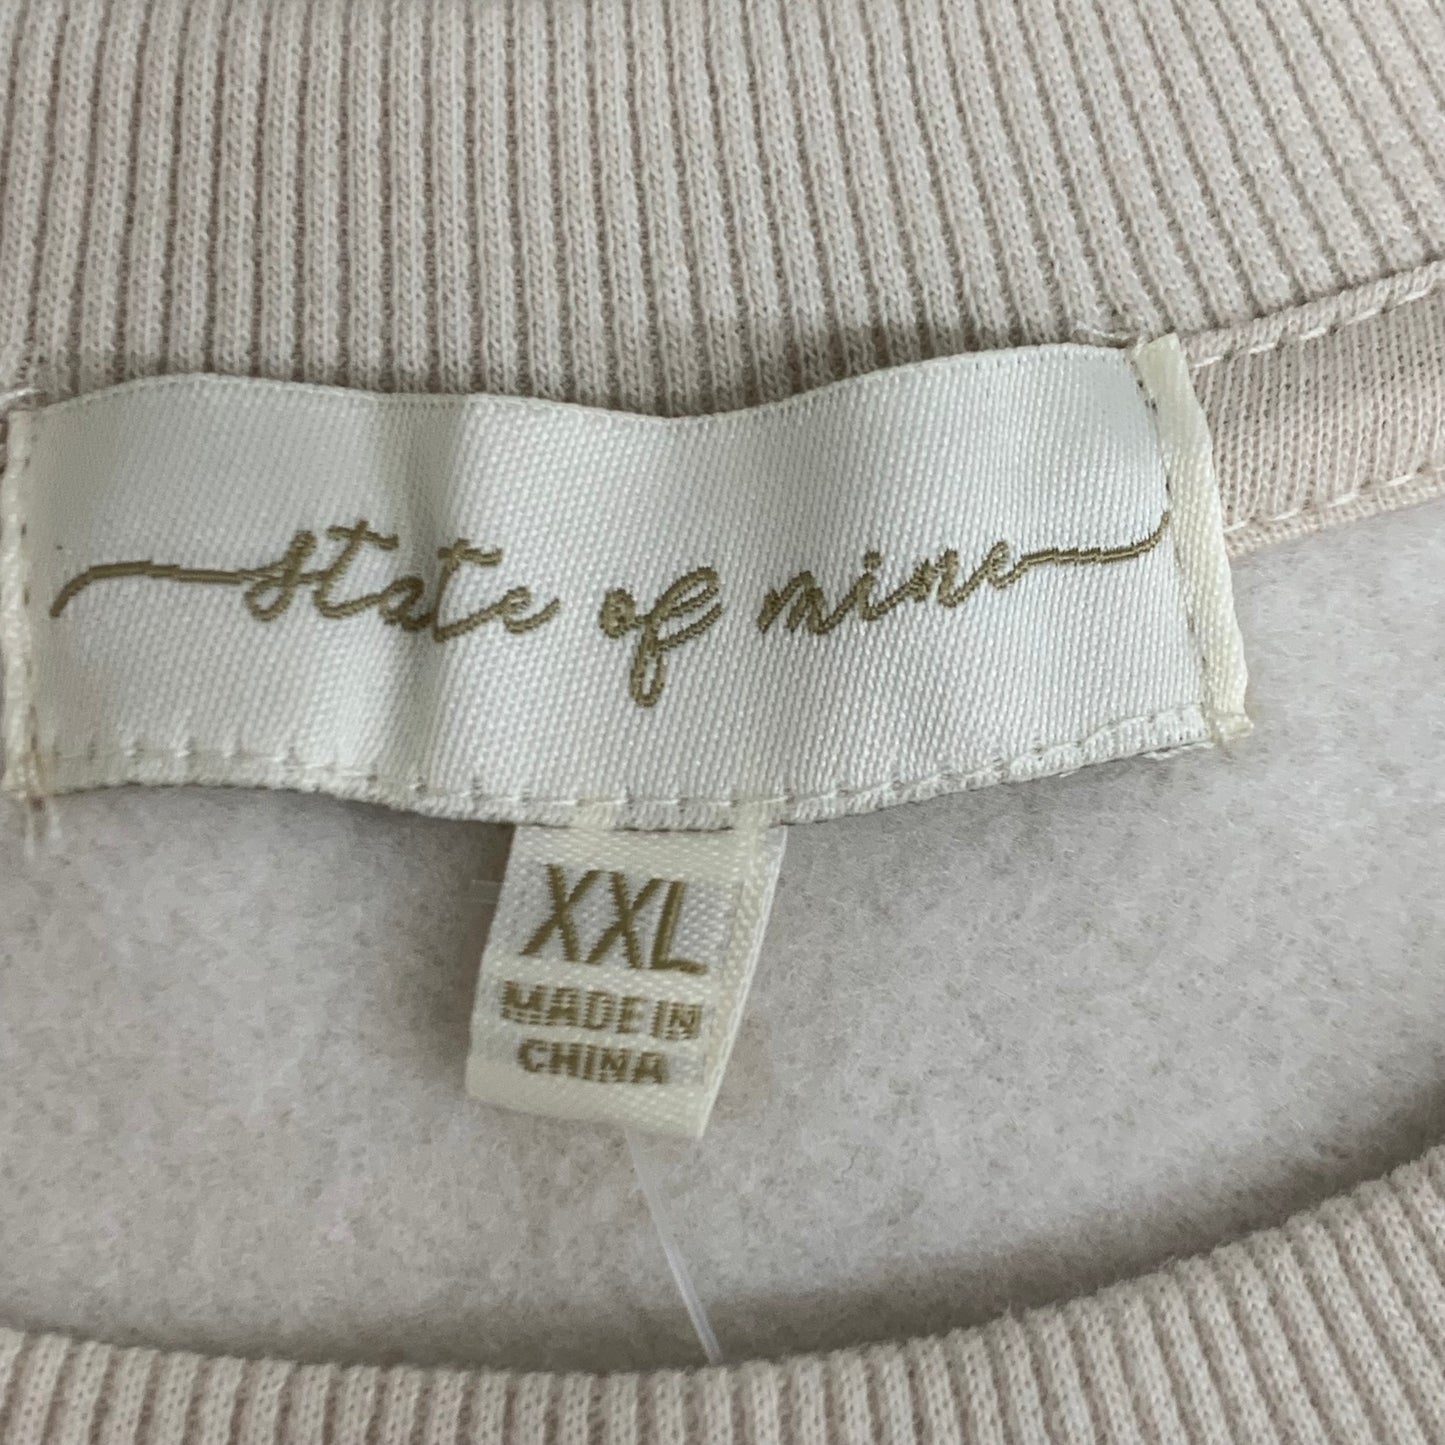 state of mine
XXL
MADE IN
CHINA